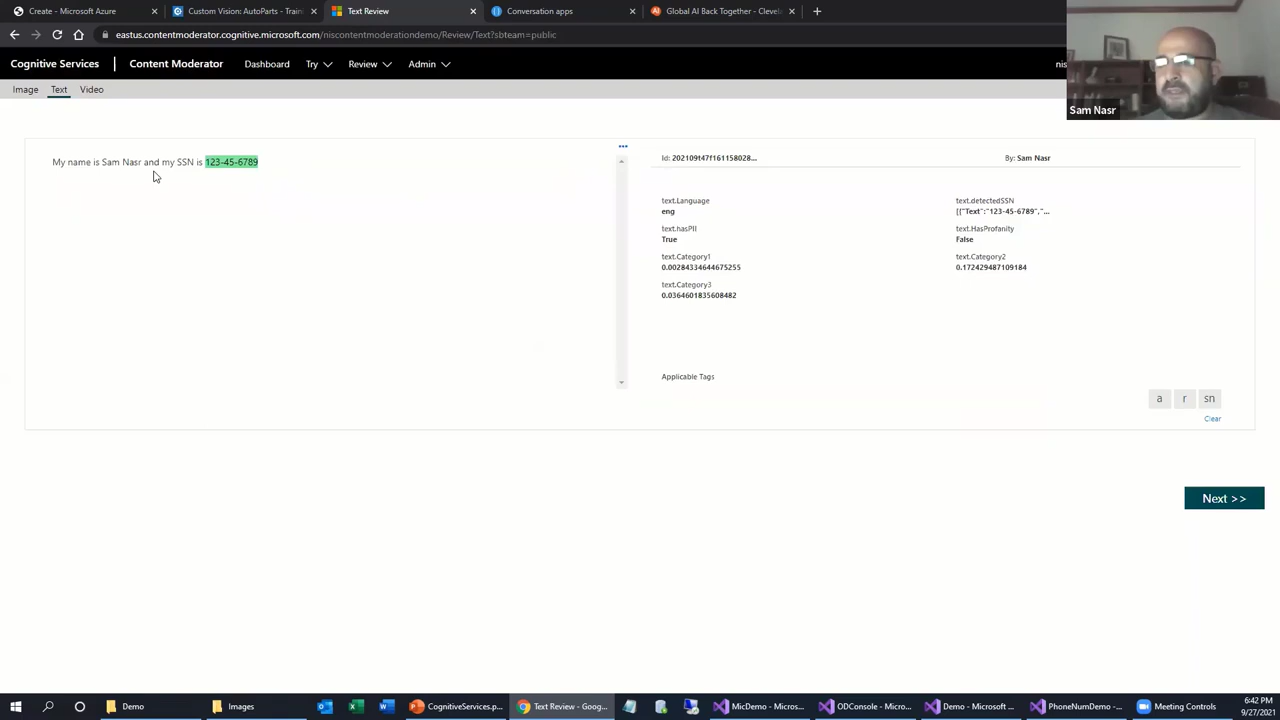 Create - Microsoft Azure
Custom Vision: AutoParts - Train
Text Review
Conversation apps
Global AI Back Together - Clevela
eastus.contentmoderator.cognitive.microsoft.com/niscontentmoderationdemo/Review/Text?sbteam=public
Cognitive Services
Content Moderator
Dashboard
Try
Review
Admin
nis
Sam Nasr
Image
Text
Video
My name is Sam Nasr and my SSN is 123-45-6789
Id: 202109t47f161158028...
By: Sam Nasr
text.Language
eng
text.detectedSSN
[{"Text":"123-45-6789","...
text.hasPII
True
text.HasProfanity
False
text.Category1
0.00284334644675255
text.Category2
0.172429487109184
text.Category3
0.0364601835608482
Applicable Tags
a
r
sn
Clear
Next >>
Demo
Images
CognitiveServices.p...
Text Review - Goog...
MicDemo - Micros...
ODConsole - Micro...
Demo - Microsoft ...
PhoneNumDemo - ...
Meeting Controls
6:42 PM
9/27/2021